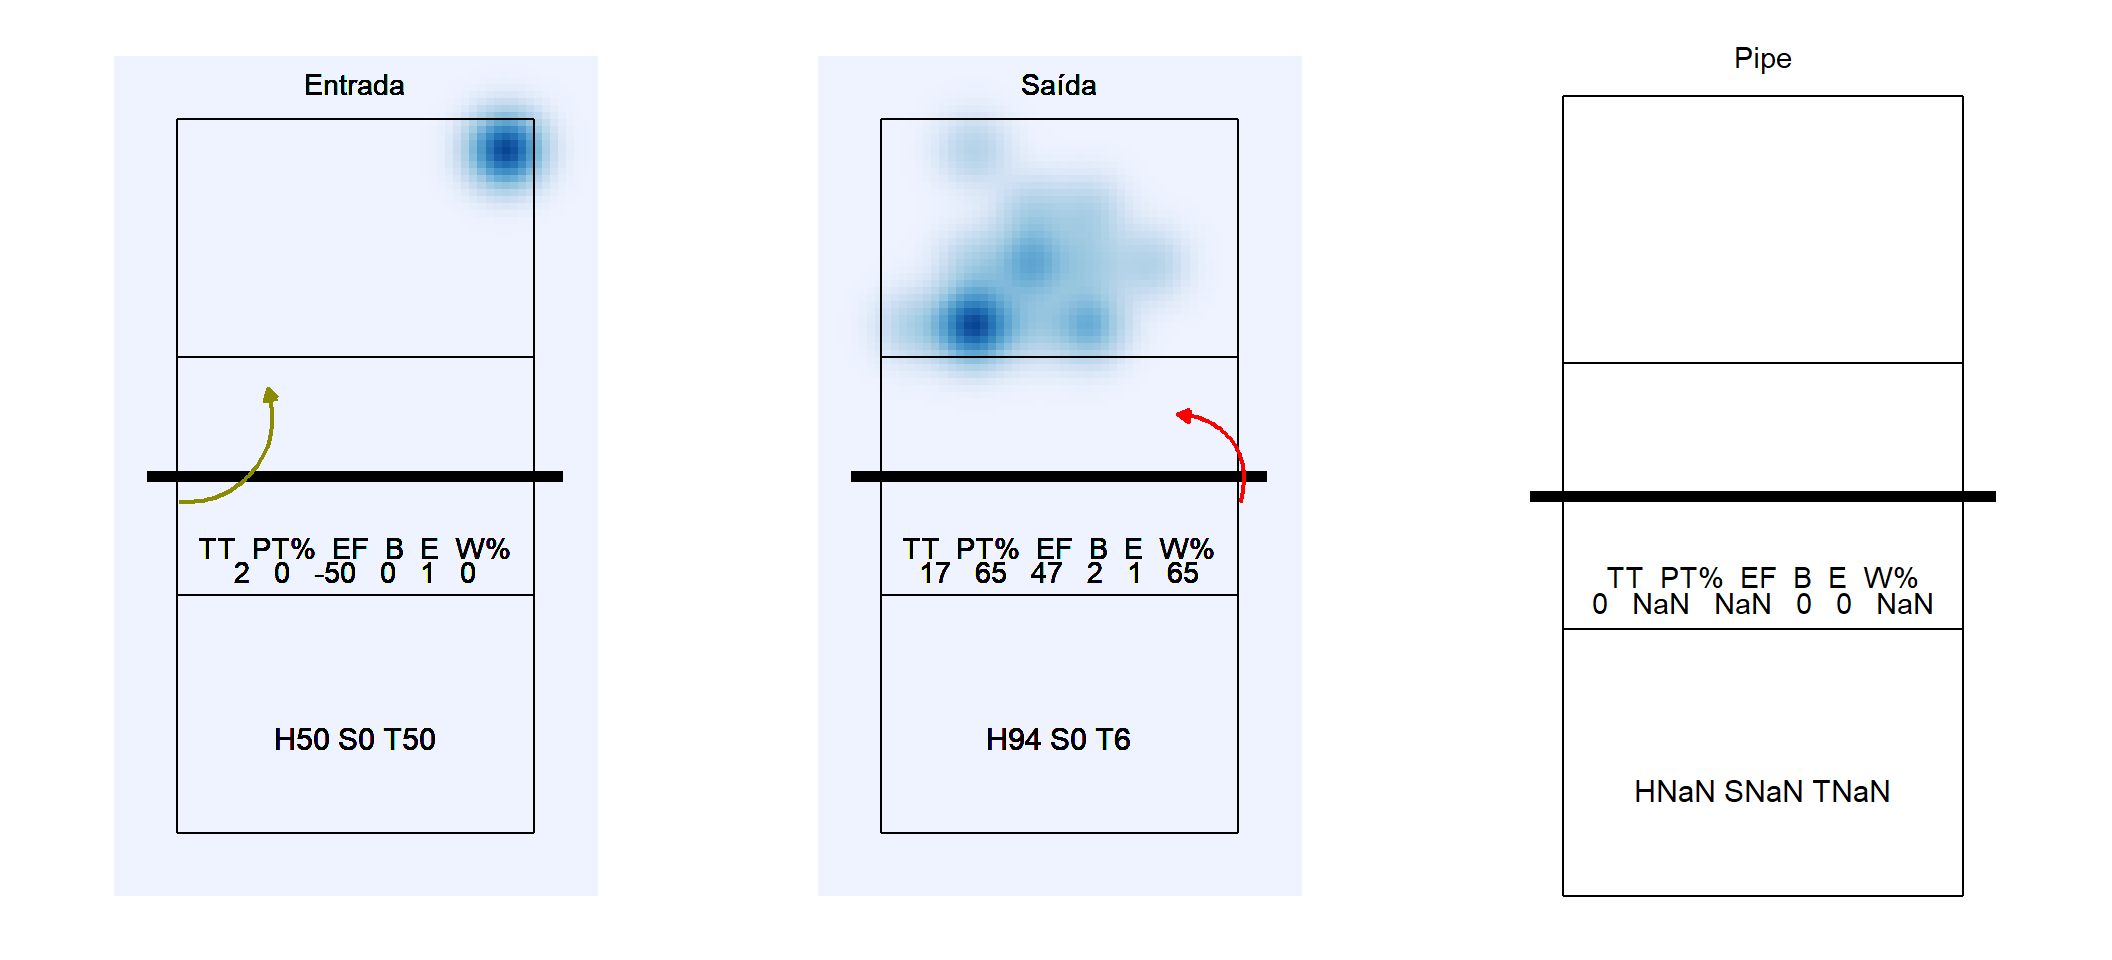 Entrada
TT PT% EF B E W%
2 0 -50 0 1 0
H50 S0 T50
Saída
TT PT% EF B E W%
17 65 47 2 1 65
H94 S0 T6
Pipe
TT PT% EF B E W%
0 NaN NaN 0 0 NaN
HNaN SNaN TNaN